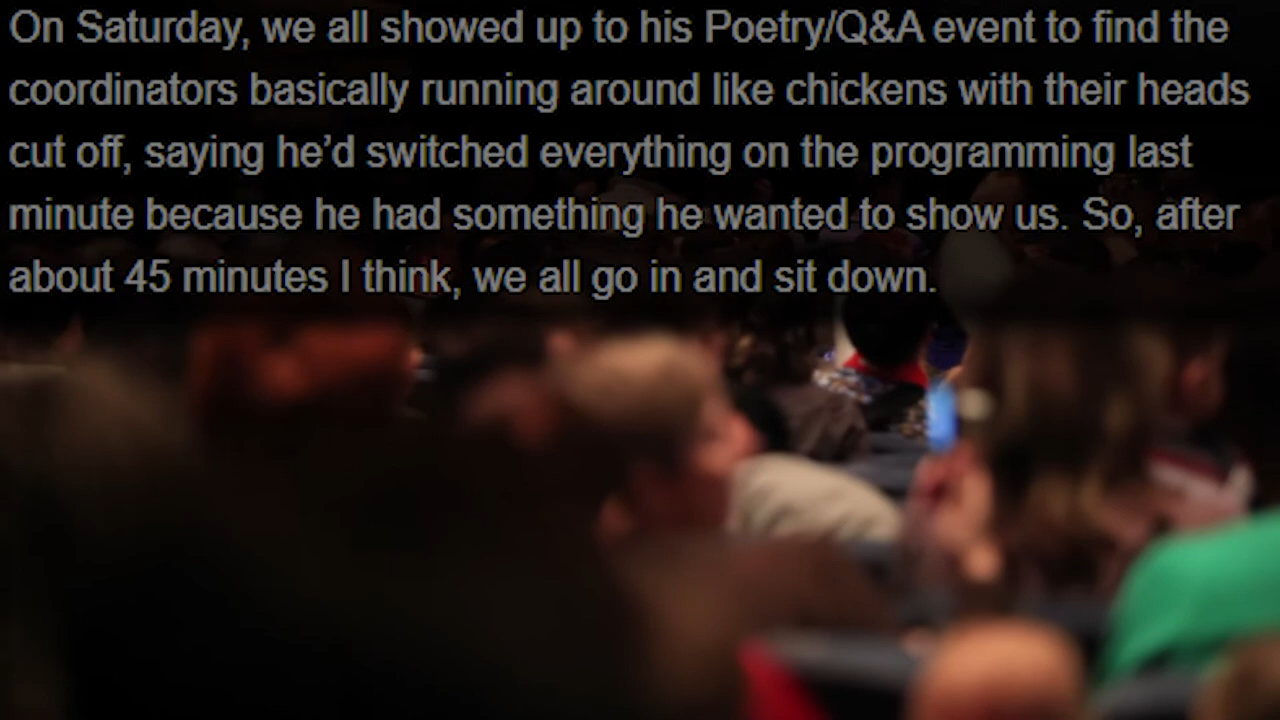 On Saturday, we all showed up to his Poetry/Q&A event to find the
coordinators basically running around like chickens with their heads
cut off, saying he’d switched everything on the programming last
minute because he had something he wanted to show us. So, after
about 45 minutes I think, we all go in and sit down.